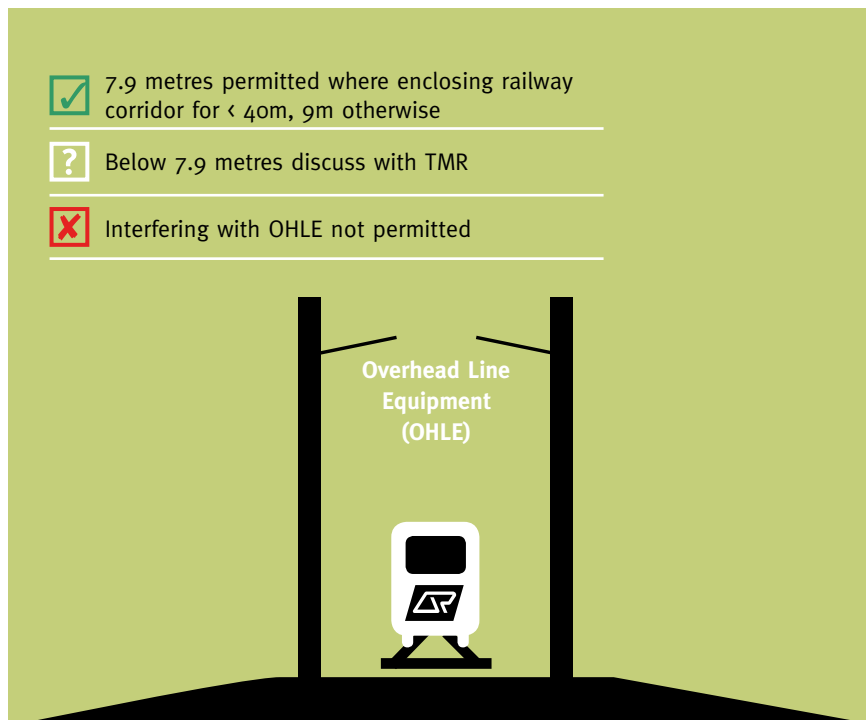 7.9 metres permitted where enclosing railway
corridor for < 40m, 9m otherwise
? Below 7.9 metres discuss with TMR
Interfering with OHLE not permitted
Overhead Line
Equipment
(OHLE)
QR